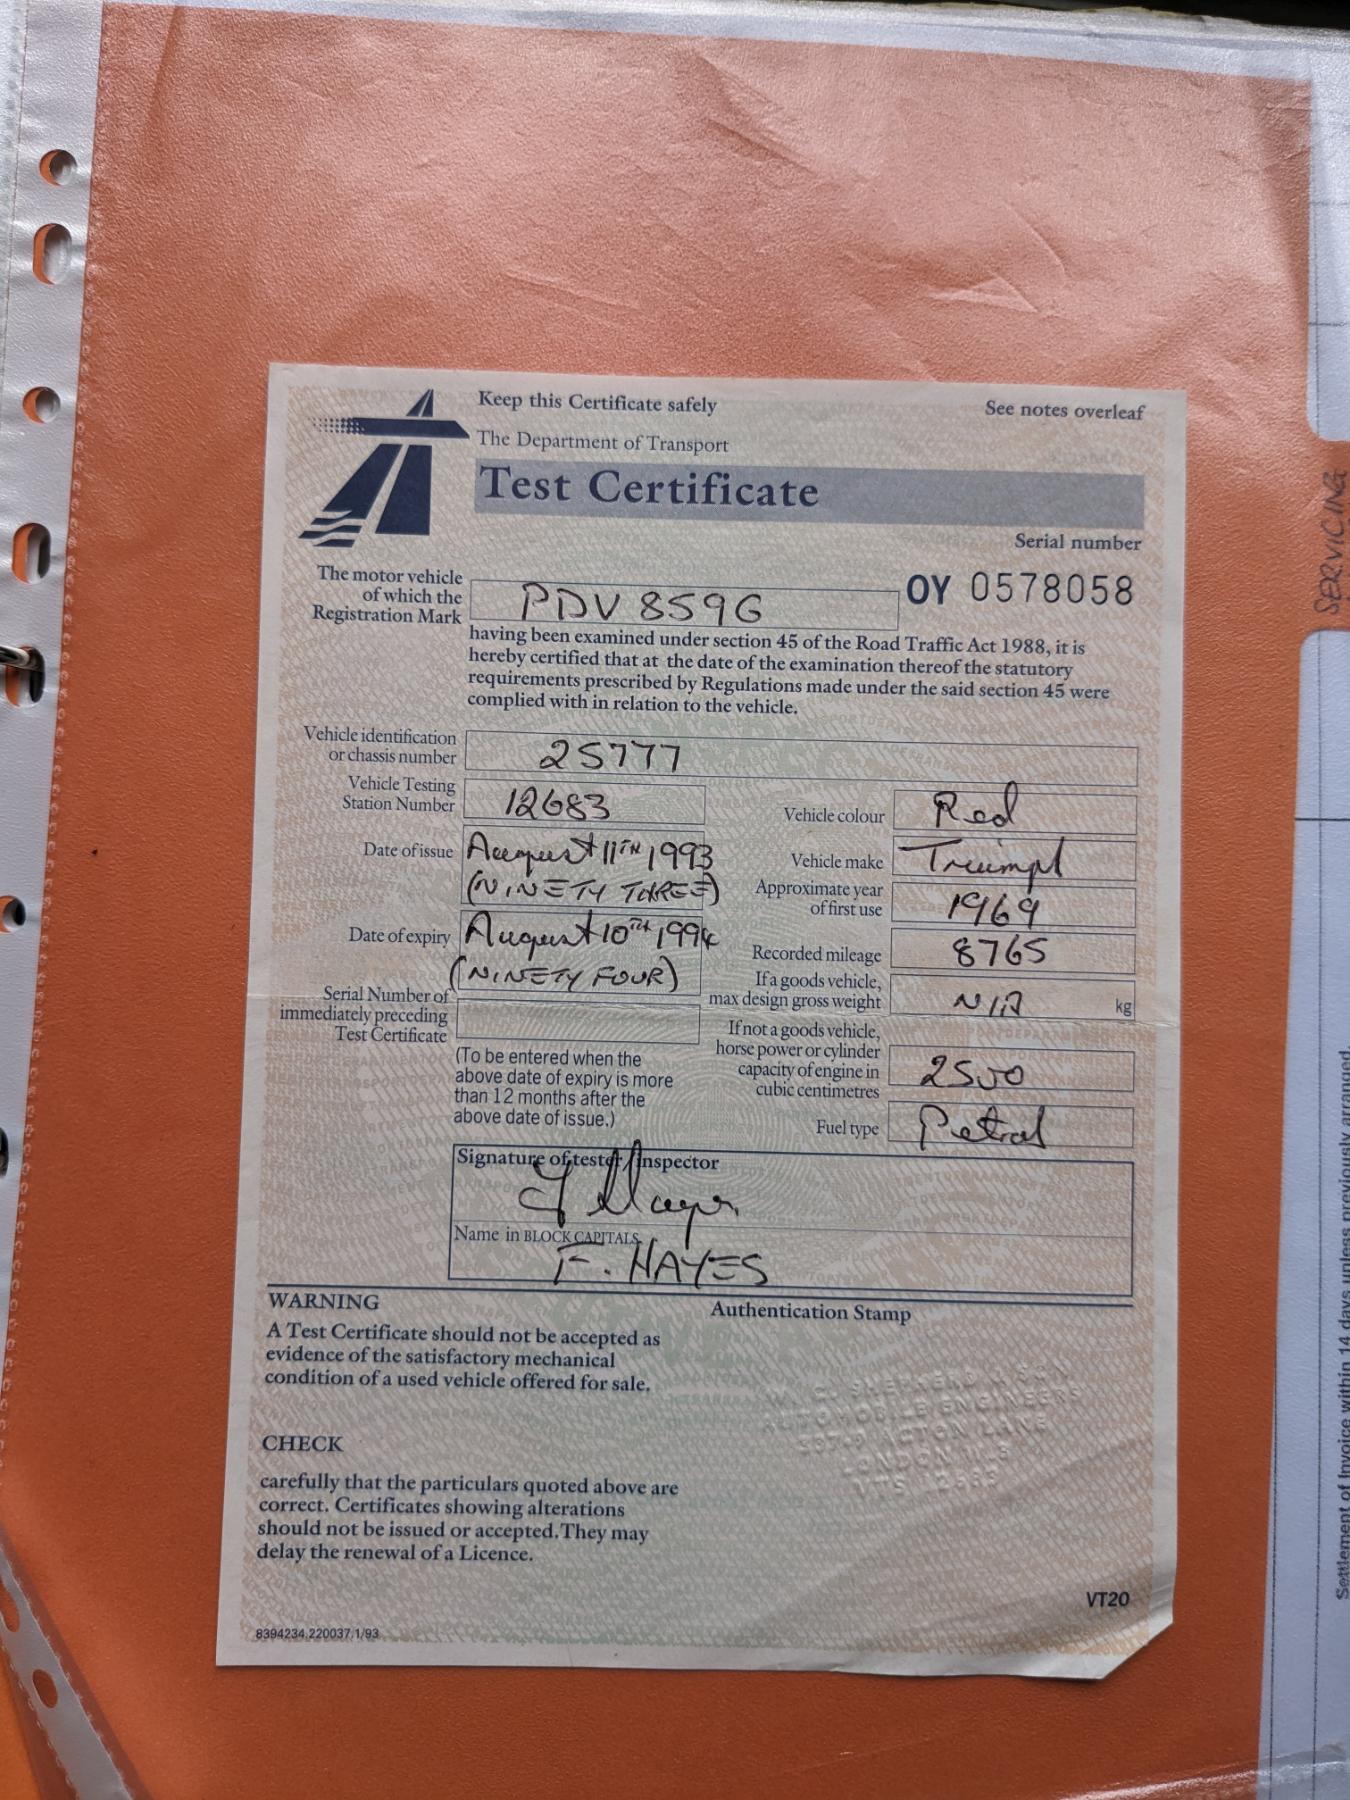 Keep this Certificate safely
See notes overleaf
The Department of Transport
Test Certificate
Serial number
OY 0578058
The motor vehicle
of which the
Registration Mark
PDV 859G
having been examined under section 45 of the Road Traffic Act 1988, it is
hereby certified that at the date of the examination thereof the statutory
requirements prescribed by Regulations made under the said section 45 were
complied with in relation to the vehicle.
Vehicle identification
or chassis number
25777
Vehicle Testing
Station Number
12683
Vehicle colour
Red
Date of issue
August 11TH 1993
(NINETY THREE)
Vehicle make
Triumph
Approximate year
of first use
1969
Date of expiry
August 10TH 1994
(NINETY FOUR)
Recorded mileage
8765
If a goods vehicle,
max design gross weight
N/A
kg
Serial Number of
immediately preceding
Test Certificate
(To be entered when the
above date of expiry is more
than 12 months after the
above date of issue.)
If not a goods vehicle,
horse power or cylinder
capacity of engine in
cubic centimetres
2500
Fuel type
Petrol
Signature of tester/Inspector
Name in BLOCK CAPITALS
F. HAYES
WARNING
A Test Certificate should not be accepted as
evidence of the satisfactory mechanical
condition of a used vehicle offered for sale.
Authentication Stamp
AUTOMOBILE ENGINEERS
ACTON LANE
LONDON
VTS 12683
CHECK
carefully that the particulars quoted above are
correct. Certificates showing alterations
should not be issued or accepted. They may
delay the renewal of a Licence.
VT20
8394234.220037.1/93
SERVICING
Settlement of Invoice within 14 days unless previously arranged.